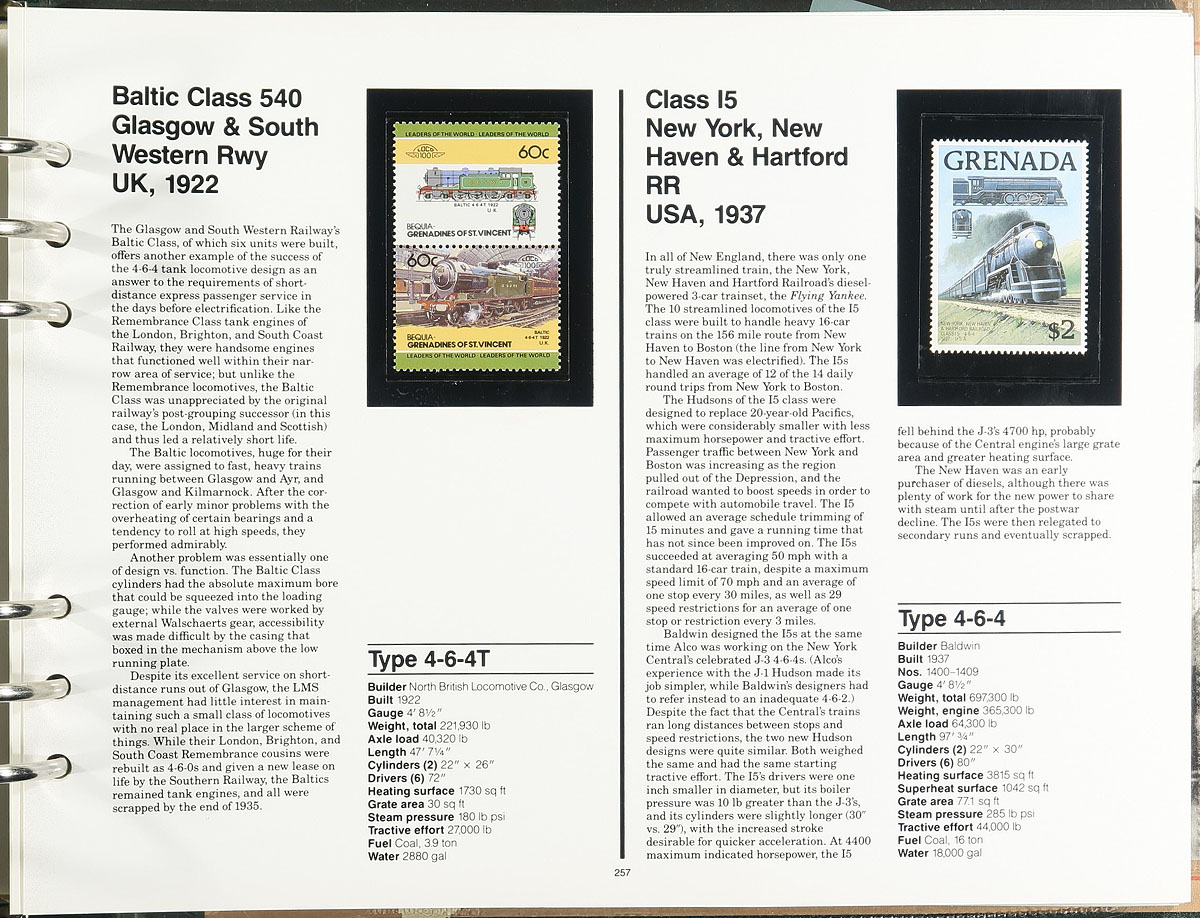 Baltic Class 540
Glasgow & South
Western Rwy
UK, 1922
The Glasgow and South Western Railway's
Baltic Class, of which six units were built,
offers another example of the success of
the 4-6-4 tank locomotive design as an
answer to the requirements of short-
distance express passenger service in
the days before electrification. Like the
Remembrance Class tank engines of
the London, Brighton, and South Coast
Railway, they were handsome engines
that functioned well within their nar-
row area of service; but unlike the
Remembrance locomotives, the Baltic
Class was unappreciated by the original
railway's post-grouping successor (in this
case, the London, Midland and Scottish)
and thus led a relatively short life.
The Baltic locomotives, huge for their
day, were assigned to fast, heavy trains
running between Glasgow and Ayr, and
Glasgow and Kilmarnock. After the cor-
rection of early minor problems with the
overheating of certain bearings and a
tendency to roll at high speeds, they
performed admirably.
Another problem was essentially one
of design vs. function. The Baltic Class
cylinders had the absolute maximum bore
that could be squeezed into the loading
gauge; while the valves were worked by
external Walschaerts gear, accessibility
was made difficult by the casing that
boxed in the mechanism above the low
running plate.
Despite its excellent service on short-
distance runs out of Glasgow, the LMS
management had little interest in main-
taining such a small class of locomotives
with no real place in the larger scheme of
things. While their London, Brighton, and
South Coast Remembrance cousins were
rebuilt as 4-6-0s and given a new lease on
life by the Southern Railway, the Baltics
remained tank engines, and all were
scrapped by the end of 1935.
LEADERS OF THE WORLD LEADERS OF THE WORLD
LOCO
100
60c
BALTIC 4-6-4T 1922
U.K.
BEQUIA-
GRENADINES OF ST. VINCENT
60c
LOCO
100
BALTIC
4-6-4T 1922
U.K.
BEQUIA-
GRENADINES OF ST. VINCENT
LEADERS OF THE WORLD LEADERS OF THE WORLD
Type 4-6-4T
Builder North British Locomotive Co., Glasgow
Built 1922
Gauge 4' 8½"
Weight, total 221,930 lb
Axle load 40,320 lb
Length 47' 7¼"
Cylinders (2) 22" × 26"
Drivers (6) 72"
Heating surface 1730 sq ft
Grate area 30 sq ft
Steam pressure 180 lb psi
Tractive effort 27,000 lb
Fuel Coal, 3.9 ton
Water 2880 gal
Class I5
New York, New
Haven & Hartford
RR
USA, 1937
In all of New England, there was only one
truly streamlined train, the New York,
New Haven and Hartford Railroad's diesel-
powered 3-car trainset, the Flying Yankee.
The 10 streamlined locomotives of the I5
class were built to handle heavy 16-car
trains on the 156 mile route from New
Haven to Boston (the line from New York
to New Haven was electrified). The I5s
handled an average of 12 of the 14 daily
round trips from New York to Boston.
The Hudsons of the I5 class were
designed to replace 20-year-old Pacifics,
which were considerably smaller with less
maximum horsepower and tractive effort.
Passenger traffic between New York and
Boston was increasing as the region
pulled out of the Depression, and the
railroad wanted to boost speeds in order to
compete with automobile travel. The I5
allowed an average schedule trimming of
15 minutes and gave a running time that
has not since been improved on. The I5s
succeeded at averaging 50 mph with a
standard 16-car train, despite a maximum
speed limit of 70 mph and an average of
one stop every 30 miles, as well as 29
speed restrictions for an average of one
stop or restriction every 3 miles.
Baldwin designed the I5s at the same
time Alco was working on the New York
Central's celebrated J-3 4-6-4s. (Alco's
experience with the J-1 Hudson made its
job simpler, while Baldwin's designers had
to refer instead to an inadequate 4-6-2.)
Despite the fact that the Central's trains
ran long distances between stops and
speed restrictions, the two new Hudson
designs were quite similar. Both weighed
the same and had the same starting
tractive effort. The I5's drivers were one
inch smaller in diameter, but its boiler
pressure was 10 lb greater than the J-3's,
and its cylinders were slightly longer (30"
vs. 29"), with the increased stroke
desirable for quicker acceleration. At 4400
maximum indicated horsepower, the I5
GRENADA
NEW YORK, NEW HAVEN
& HARTFORD RAILROAD
$2
fell behind the J-3's 4700 hp, probably
because of the Central engine's large grate
area and greater heating surface.
The New Haven was an early
purchaser of diesels, although there was
plenty of work for the new power to share
with steam until after the postwar
decline. The I5s were then relegated to
secondary runs and eventually scrapped.
Type 4-6-4
Builder Baldwin
Built 1937
Nos. 1400–1409
Gauge 4' 8½"
Weight, total 697,300 lb
Weight, engine 365,300 lb
Axle load 64,300 lb
Length 97' ¾"
Cylinders (2) 22" × 30"
Drivers (6) 80"
Heating surface 3815 sq ft
Superheat surface 1042 sq ft
Grate area 77.1 sq ft
Steam pressure 285 lb psi
Tractive effort 44,000 lb
Fuel Coal, 16 ton
Water 18,000 gal
257